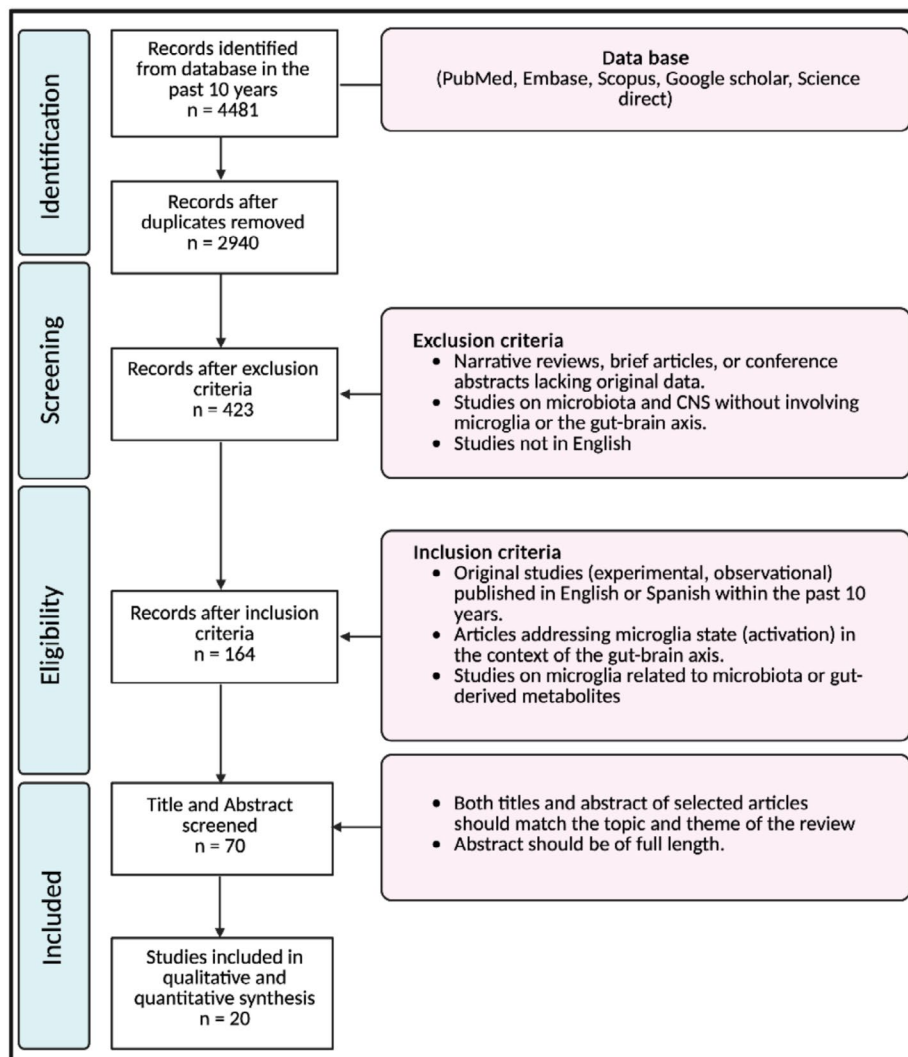 Identification
Records identified
from database in the
past 10 years
n = 4481
Data base
(PubMed, Embase, Scopus, Google scholar, Science
direct)
Records after
duplicates removed
n = 2940
Screening
Records after exclusion
criteria
n = 423
Exclusion criteria
• Narrative reviews, brief articles, or conference
abstracts lacking original data.
• Studies on microbiota and CNS without involving
microglia or the gut-brain axis.
• Studies not in English
Eligibility
Records after inclusion
criteria
n = 164
Inclusion criteria
• Original studies (experimental, observational)
published in English or Spanish within the past 10
years.
• Articles addressing microglia state (activation) in
the context of the gut-brain axis.
• Studies on microglia related to microbiota or gut-
derived metabolites
Included
Title and Abstract
screened
n = 70
• Both titles and abstract of selected articles
should match the topic and theme of the review
• Abstract should be of full length.
Studies included in
qualitative and
quantitative synthesis
n = 20